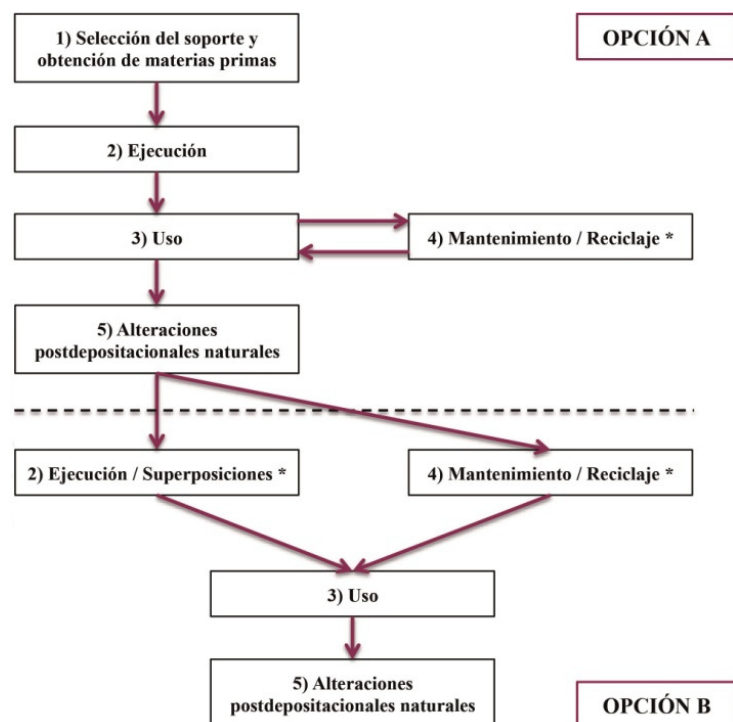 1) Selección del soporte y
obtención de materias primas
OPCIÓN A
2) Ejecución
3) Uso
4) Mantenimiento / Reciclaje *
5) Alteraciones
postdepositacionales naturales
2) Ejecución / Superposiciones *
4) Mantenimiento / Reciclaje *
3) Uso
5) Alteraciones
postdepositacionales naturales
OPCIÓN B